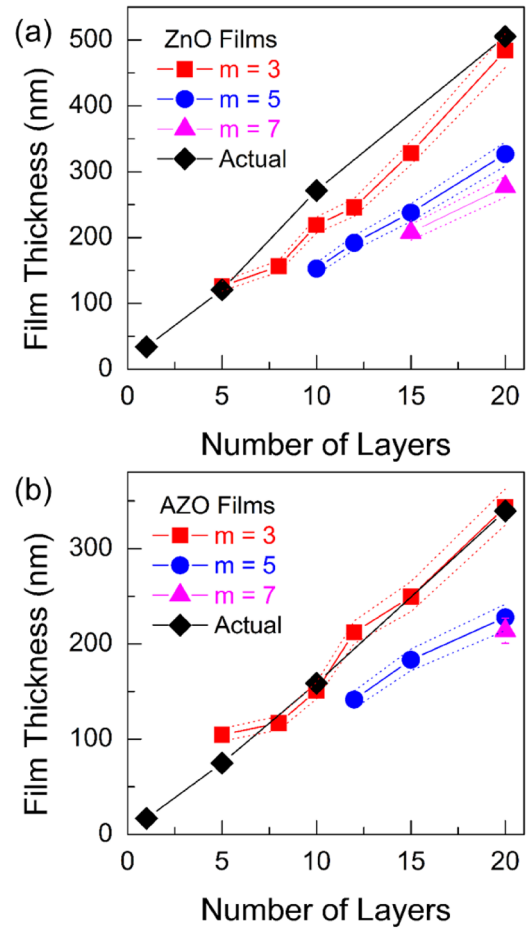 (a)
ZnO Films
m = 3
m = 5
m = 7
Actual
500
400
300
200
100
0
Film Thickness (nm)
0 5 10 15 20
Number of Layers
(b)
AZO Films
m = 3
m = 5
m = 7
Actual
300
200
100
0
Film Thickness (nm)
0 5 10 15 20
Number of Layers